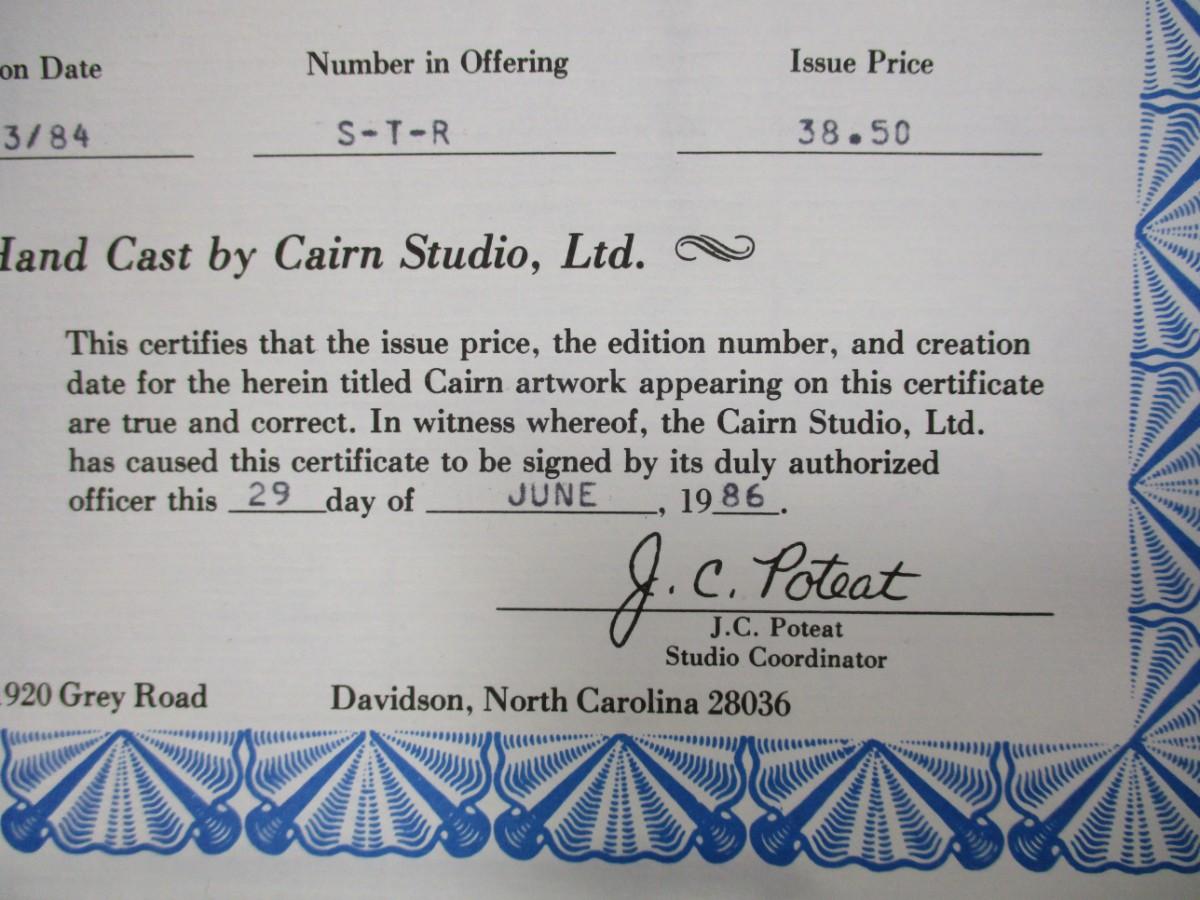 on Date Number in Offering Issue Price
3/84 S-T-R 38.50
Hand Cast by Cairn Studio, Ltd.
This certifies that the issue price, the edition number, and creation
date for the herein titled Cairn artwork appearing on this certificate
are true and correct. In witness whereof, the Cairn Studio, Ltd.
has caused this certificate to be signed by its duly authorized
officer this 29 day of JUNE, 1986.
J. C. Poteat
J.C. Poteat
Studio Coordinator
920 Grey Road Davidson, North Carolina 28036